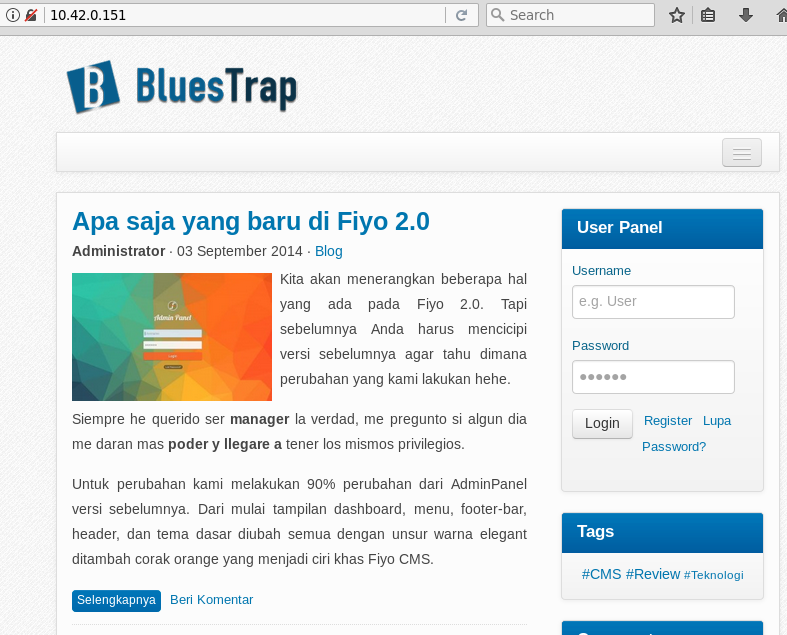 10.42.0.151
Search
B BluesTrap
Apa saja yang baru di Fiyo 2.0
Administrator · 03 September 2014 · Blog
Admin Panel
Login
Kita akan menerangkan beberapa hal
yang ada pada Fiyo 2.0. Tapi
sebelumnya Anda harus mencicipi
versi sebelumnya agar tahu dimana
perubahan yang kami lakukan hehe.
Siempre he querido ser manager la verdad, me pregunto si algun dia
me daran mas poder y llegare a tener los mismos privilegios.
Untuk perubahan kami melakukan 90% perubahan dari AdminPanel
versi sebelumnya. Dari mulai tampilan dashboard, menu, footer-bar,
header, dan tema dasar diubah semua dengan unsur warna elegant
ditambah corak orange yang menjadi ciri khas Fiyo CMS.
Selengkapnya Beri Komentar
User Panel
Username
e.g. User
Password
●●●●●●
Login Register Lupa
Password?
Tags
#CMS #Review #Teknologi